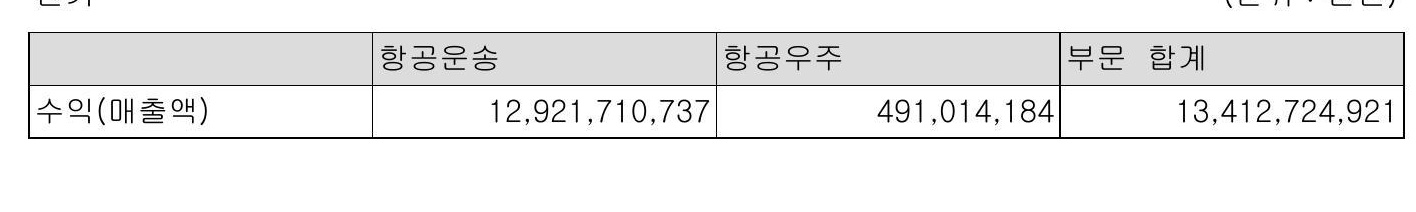 항공운송 항공우주 부문 합계
수익(매출액) 12,921,710,737 491,014,184 13,412,724,921